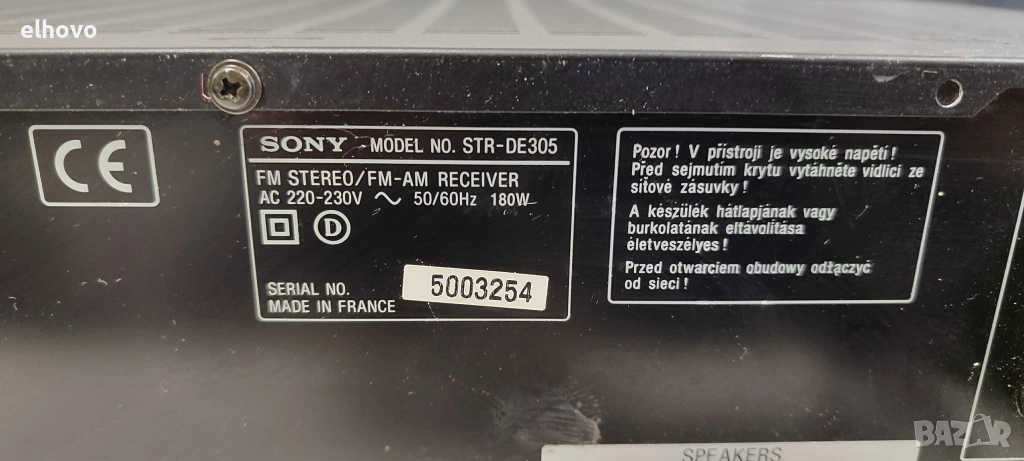 elhovo
CE
SONY MODEL NO. STR-DE305
FM STEREO/FM-AM RECEIVER
AC 220-230V ~ 50/60Hz 180W
D
SERIAL NO. 5003254
MADE IN FRANCE
Pozor! V přístroji je vysoké napětí!
Před sejmutím krytu vytáhněte vidlici ze
síťové zásuvky!
A készülék hátlapjának vagy
burkolatának eltávolítása
életveszélyes!
Przed otwarciem obudowy odłączyć
od sieci!
SPEAKERS
BAZAR